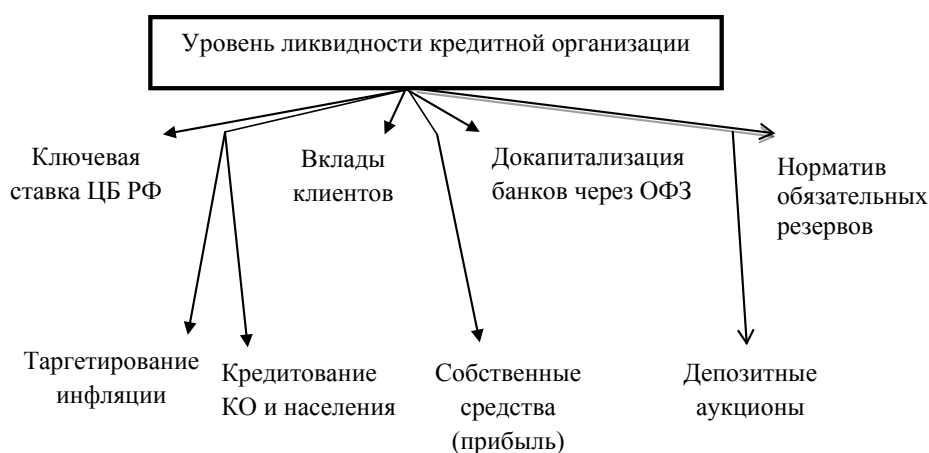 Уровень ликвидности кредитной организации
Ключевая
ставка ЦБ РФ
Вклады
клиентов
Докапитализация
банков через ОФЗ
Норматив
обязательных
резервов
Таргетирование
инфляции
Кредитование
КО и населения
Собственные
средства
(прибыль)
Депозитные
аукционы